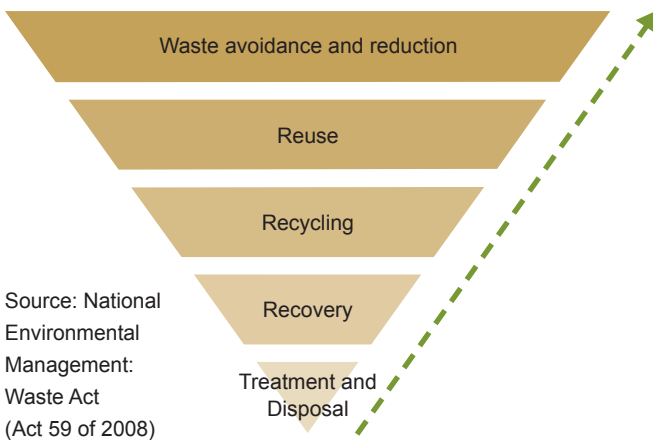 Waste avoidance and reduction
Reuse
Recycling
Recovery
Treatment and
Disposal
Source: National
Environmental
Management:
Waste Act
(Act 59 of 2008)